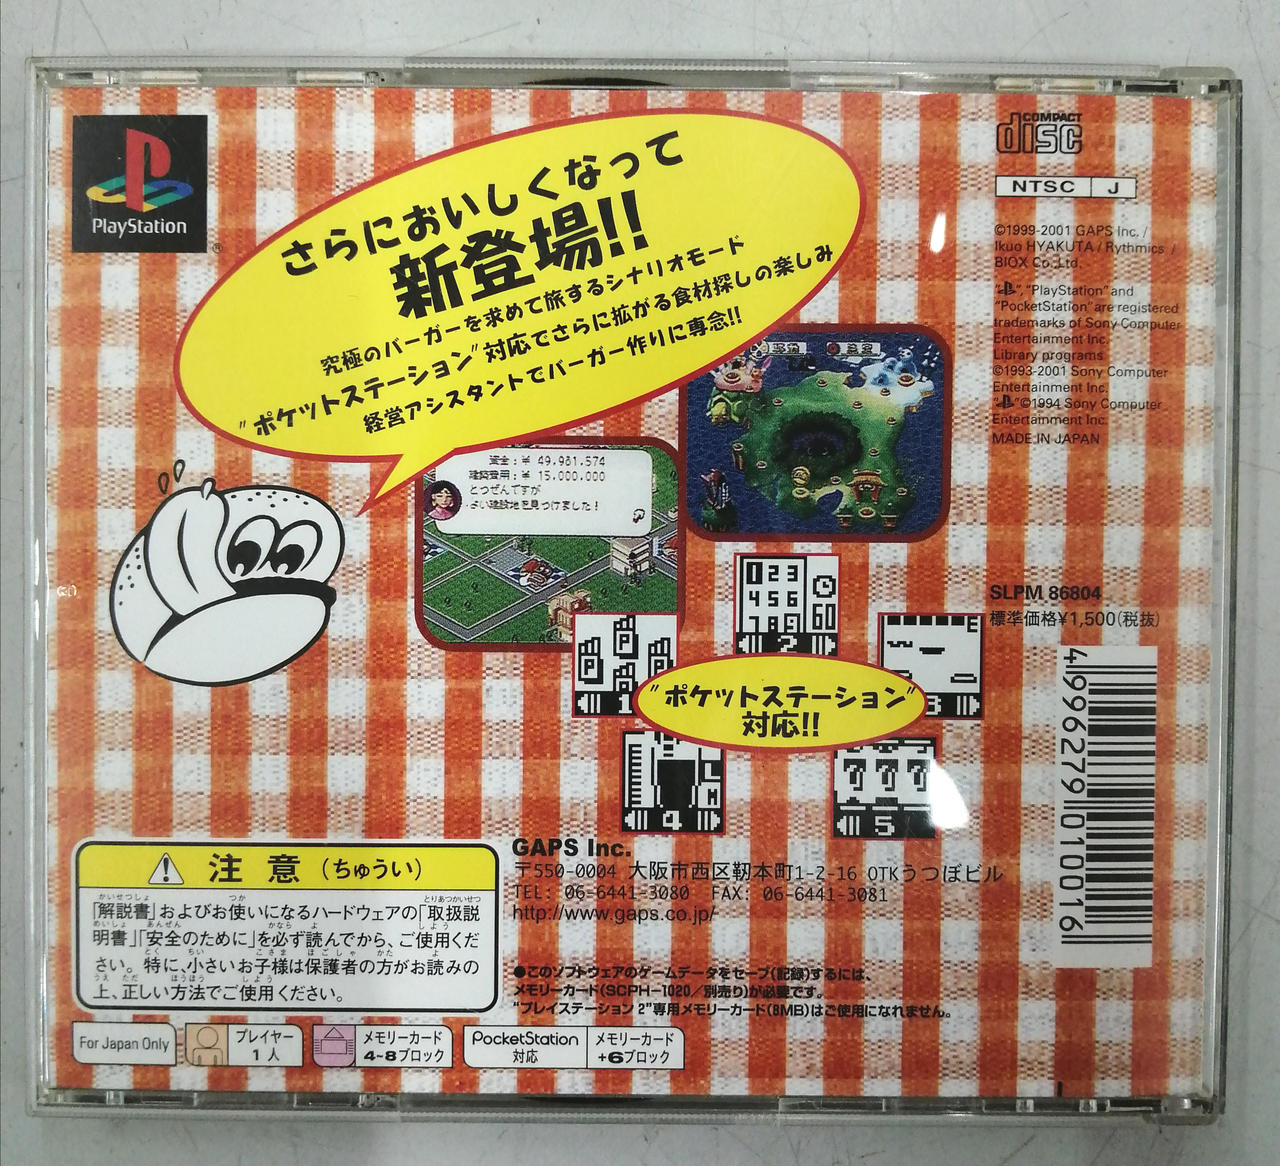 PlayStation
®
さらにおいしくなって
新登場!!
究極のバーガーを求めて旅するシナリオモード
"ポケットステーション"対応でさらに拡がる食材探しの楽しみ
経営アシスタントでバーガー作りに専念!!
COMPACT
disc
NTSC J
©1999-2001 GAPS Inc. /
Ikuo HYAKUTA / Rythmics /
BIOX Co.,Ltd.
" ", "PlayStation" and
"PocketStation" are registered
trademarks of Sony Computer
Entertainment Inc.
Library programs
©1993-2001 Sony Computer
Entertainment Inc.
" " ©1994 Sony Computer
Entertainment Inc.
MADE IN JAPAN
資金:¥ 49.981.574
建築費用:¥ 15.000.000
とつぜんですが
よい建設地を見つけました!
1 2 3
4 5 6
7 8 9
60
2
E
1
3
"ポケットステーション"
対応!!
4
5
SLPM 86804
標準価格¥1,500(税抜)
4996279010016
GAPS Inc.
〒550-0004 大阪市西区靭本町1-2-16 OTKうつぼビル
TEL: 06-6441-3080 FAX: 06-6441-3081
http://www.gaps.co.jp/
注意(ちゅうい)
「解説書」およびお使いになるハードウェアの「取扱説
明書」「安全のために」を必ず読んでから、ご使用くだ
さい。特に、小さいお子様は保護者の方がお読みの
上、正しい方法でご使用ください。
●このソフトウェアのゲームデータをセーブ(記録)するには、
メモリーカード(SCPH-1020/別売り)が必要です。
"プレイステーション 2"専用メモリーカード(8MB)はご使用になれません。
For Japan Only
プレイヤー
1人
メモリーカード
4~8ブロック
PocketStation
対応
メモリーカード
+6ブロック